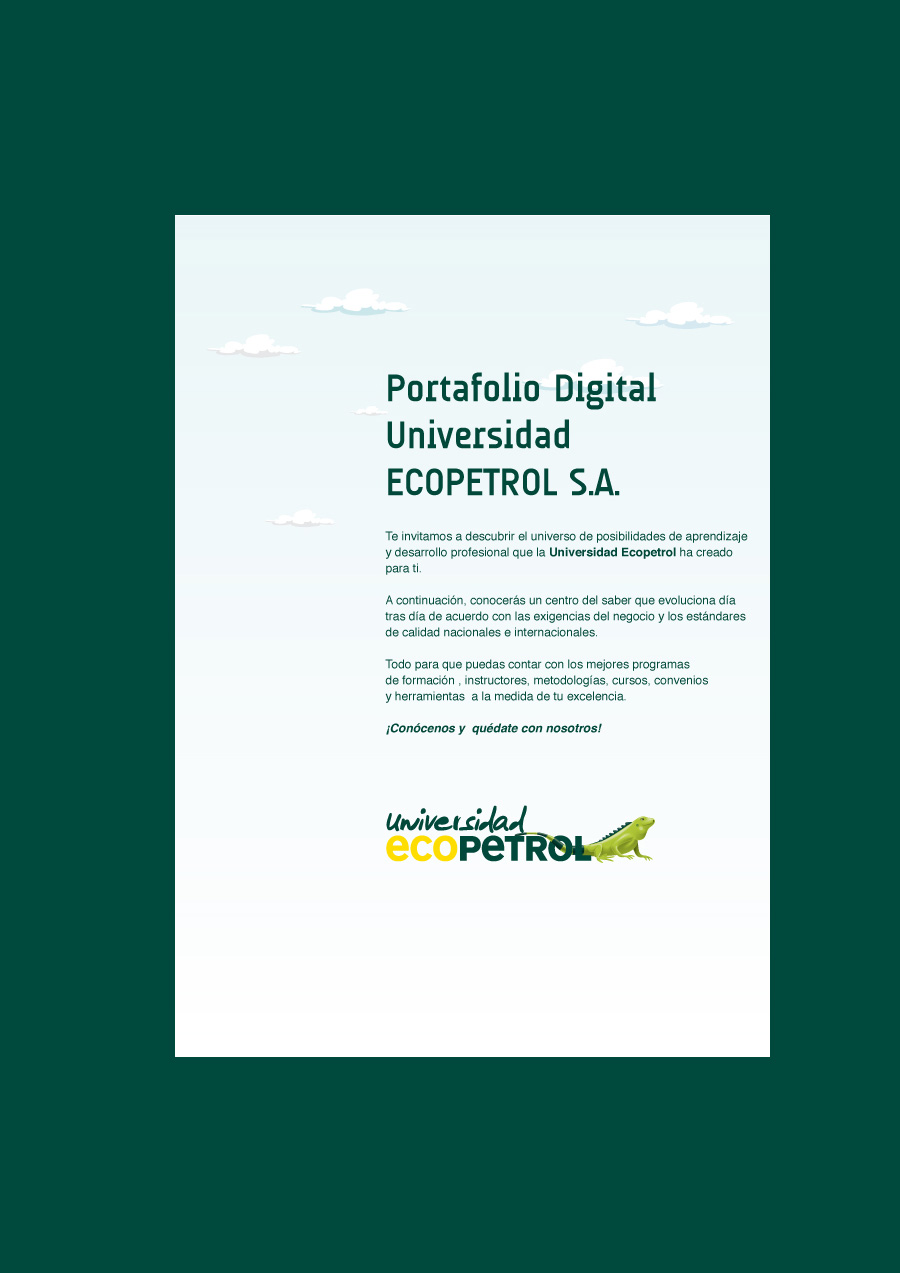 Portafolio Digital
Universidad
ECOPETROL S.A.
Te invitamos a descubrir el universo de posibilidades de aprendizaje
y desarrollo profesional que la Universidad Ecopetrol ha creado
para ti.
A continuación, conocerás un centro del saber que evoluciona día
tras día de acuerdo con las exigencias del negocio y los estándares
de calidad nacionales e internacionales.
Todo para que puedas contar con los mejores programas
de formación , instructores, metodologías, cursos, convenios
y herramientas  a la medida de tu excelencia.
¡Conócenos y  quédate con nosotros!
universidad
ecoPeTROL